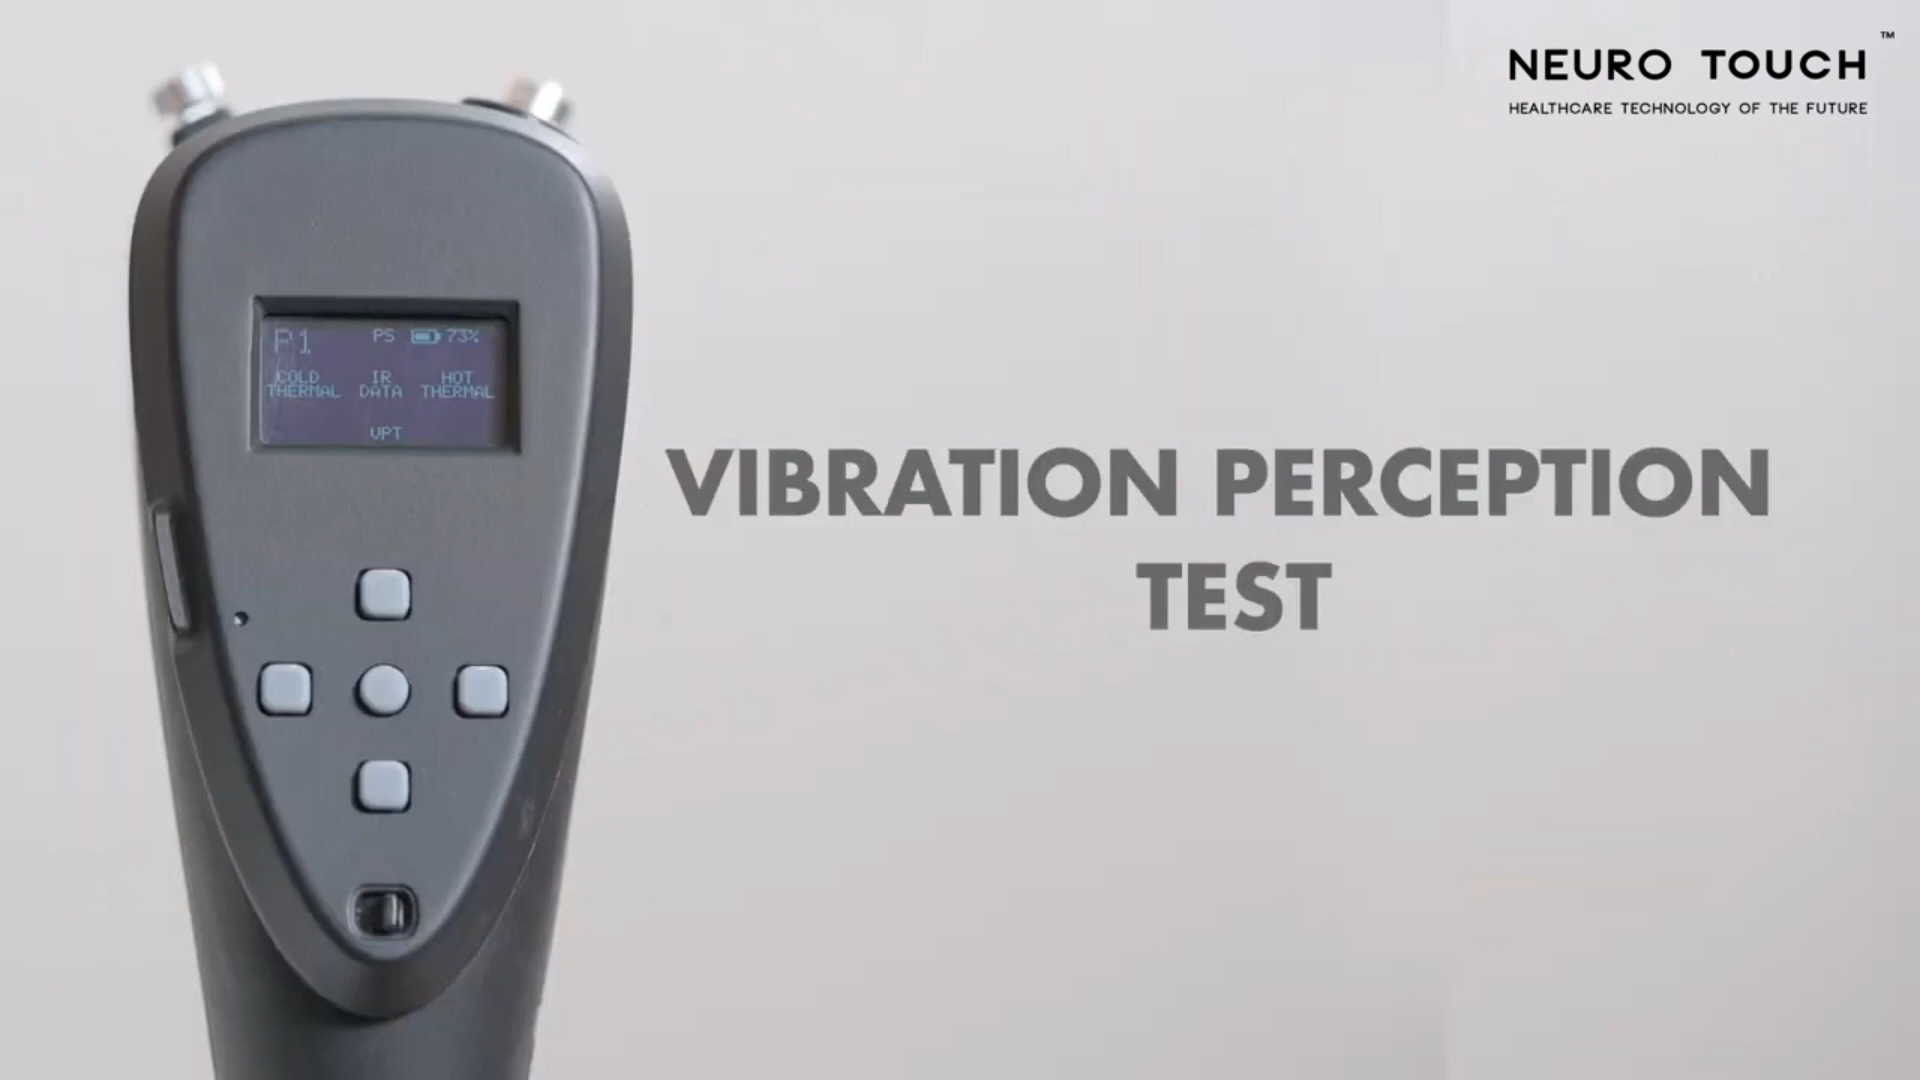 NEURO TOUCH ™
HEALTHCARE TECHNOLOGY OF THE FUTURE
P1 PS 73%
COLD THERMAL
IR DATA
HOT THERMAL
VPT
VIBRATION PERCEPTION
TEST